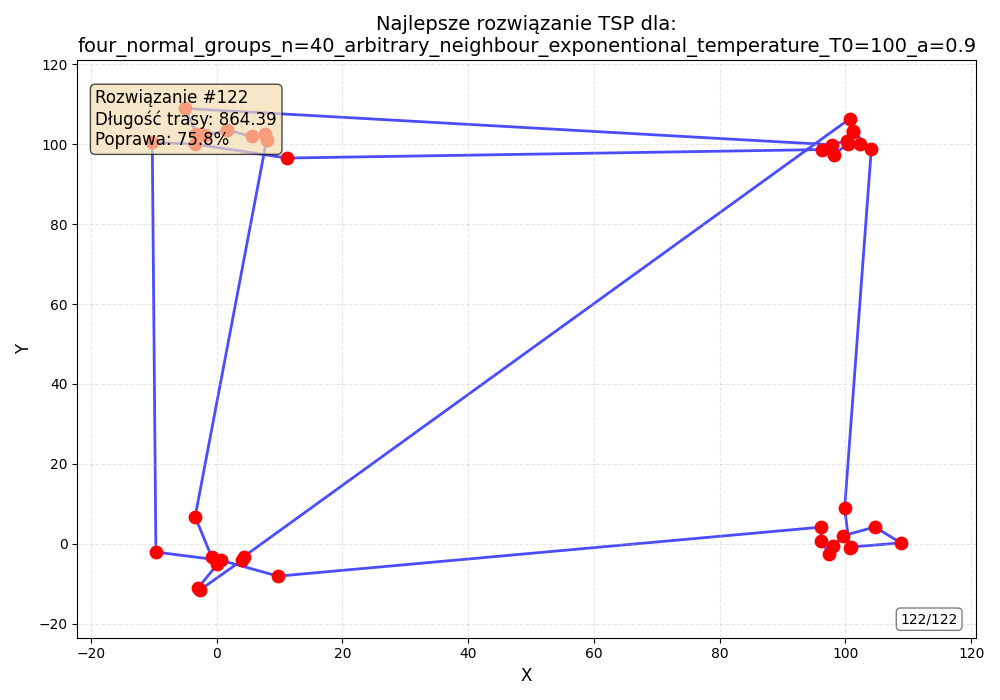 Najlepsze rozwiązanie TSP dla:
four_normal_groups_n=40_arbitrary_neighbour_exponential_temperature_T0=100_a=0.9
Rozwiązanie #122
Długość trasy: 864.39
Poprawa: 75.8%
120
100
80
60
40
20
0
−20
Y
−20
0
20
40
60
80
100
120
X
122/122